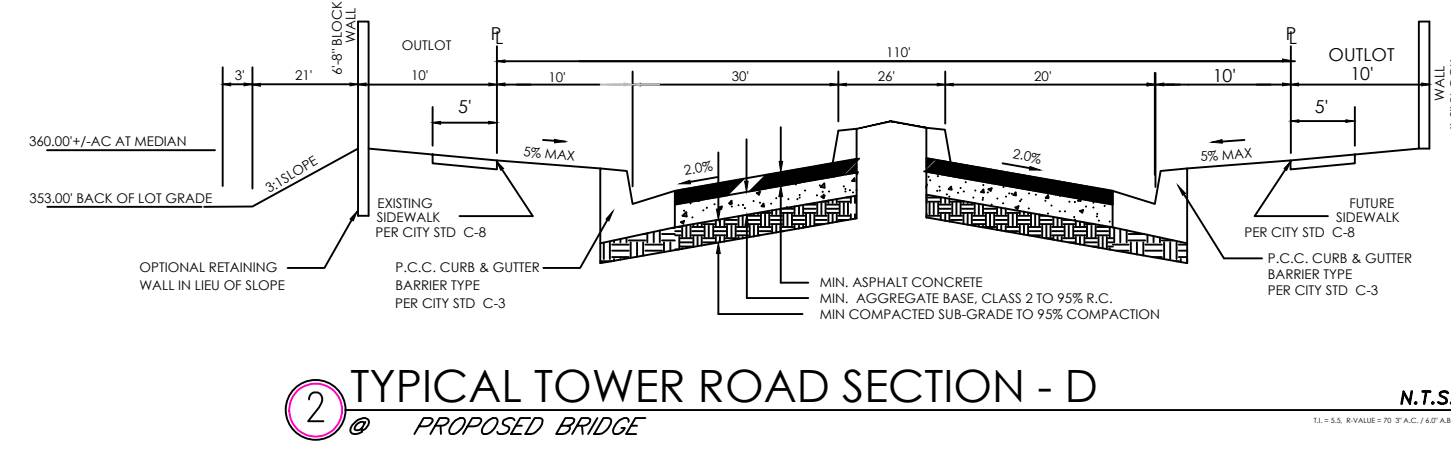 6'-8" BLOCK
WALL
OUTLOT
PL
PL
OUTLOT
110'
3'
21'
10'
10'
30'
26'
20'
10'
10'
WALL
5'
5'
360.00'+/-AC AT MEDIAN
353.00' BACK OF LOT GRADE
3:1SLOPE
5% MAX
2.0%
2.0%
5% MAX
EXISTING
SIDEWALK
PER CITY STD C-8
FUTURE
SIDEWALK
PER CITY STD C-8
OPTIONAL RETAINING
WALL IN LIEU OF SLOPE
P.C.C. CURB & GUTTER
BARRIER TYPE
PER CITY STD C-3
P.C.C. CURB & GUTTER
BARRIER TYPE
PER CITY STD C-3
MIN. ASPHALT CONCRETE
MIN. AGGREGATE BASE, CLASS 2 TO 95% R.C.
MIN COMPACTED SUB-GRADE TO 95% COMPACTION
2
TYPICAL TOWER ROAD SECTION - D
@ PROPOSED BRIDGE
N.T.S.
T.I. = 5.5, R-VALUE = 70 3" A.C. / 6.0" A.B